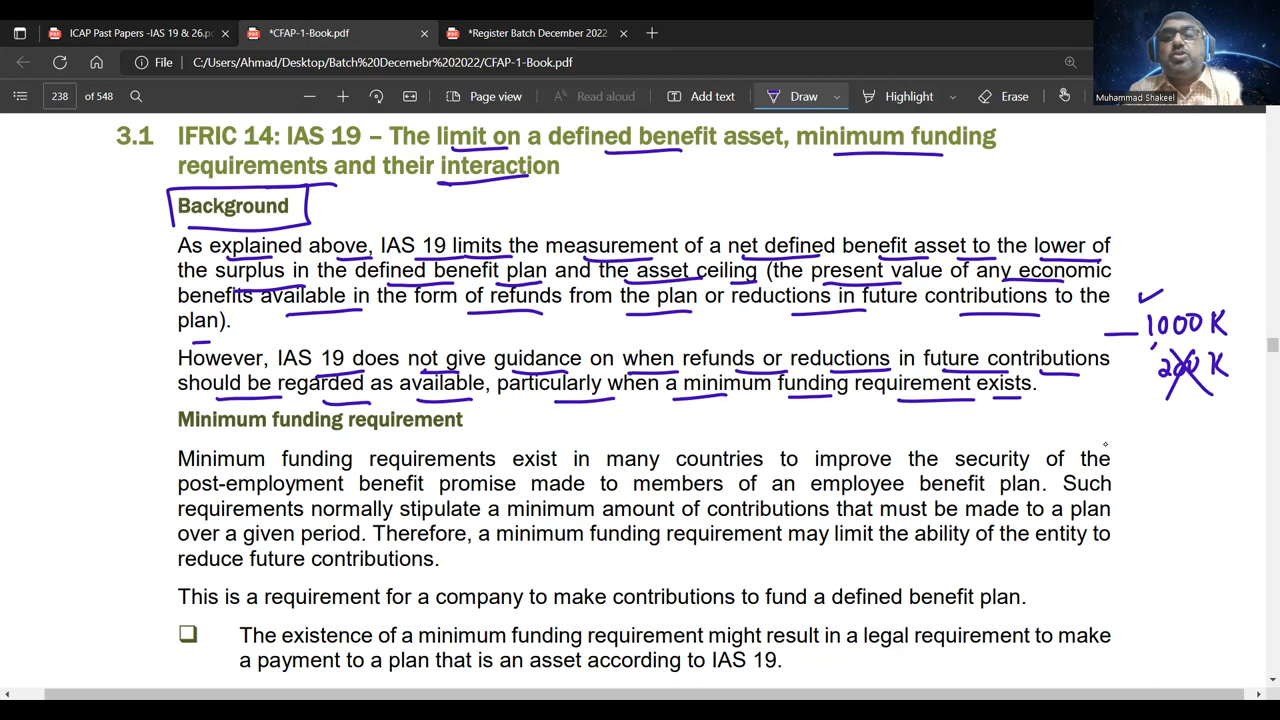 ICAP Past Papers -IAS 19 & 26.p
*CFAP-1-Book.pdf
*Register Batch December 2022
File
C:/Users/Ahmad/Desktop/Batch%20Decemebr%202022/CFAP-1-Book.pdf
238 of 548
Page view
Read aloud
Add text
Draw
Highlight
Erase
Muhammad Shakeel
3.1 IFRIC 14: IAS 19 – The limit on a defined benefit asset, minimum funding
requirements and their interaction
Background
As explained above, IAS 19 limits the measurement of a net defined benefit asset to the lower of
the surplus in the defined benefit plan and the asset ceiling (the present value of any economic
benefits available in the form of refunds from the plan or reductions in future contributions to the
plan).
1000 K
200 K
However, IAS 19 does not give guidance on when refunds or reductions in future contributions
should be regarded as available, particularly when a minimum funding requirement exists.
Minimum funding requirement
Minimum funding requirements exist in many countries to improve the security of the
post-employment benefit promise made to members of an employee benefit plan. Such
requirements normally stipulate a minimum amount of contributions that must be made to a plan
over a given period. Therefore, a minimum funding requirement may limit the ability of the entity to
reduce future contributions.
This is a requirement for a company to make contributions to fund a defined benefit plan.
❑ The existence of a minimum funding requirement might result in a legal requirement to make
a payment to a plan that is an asset according to IAS 19.